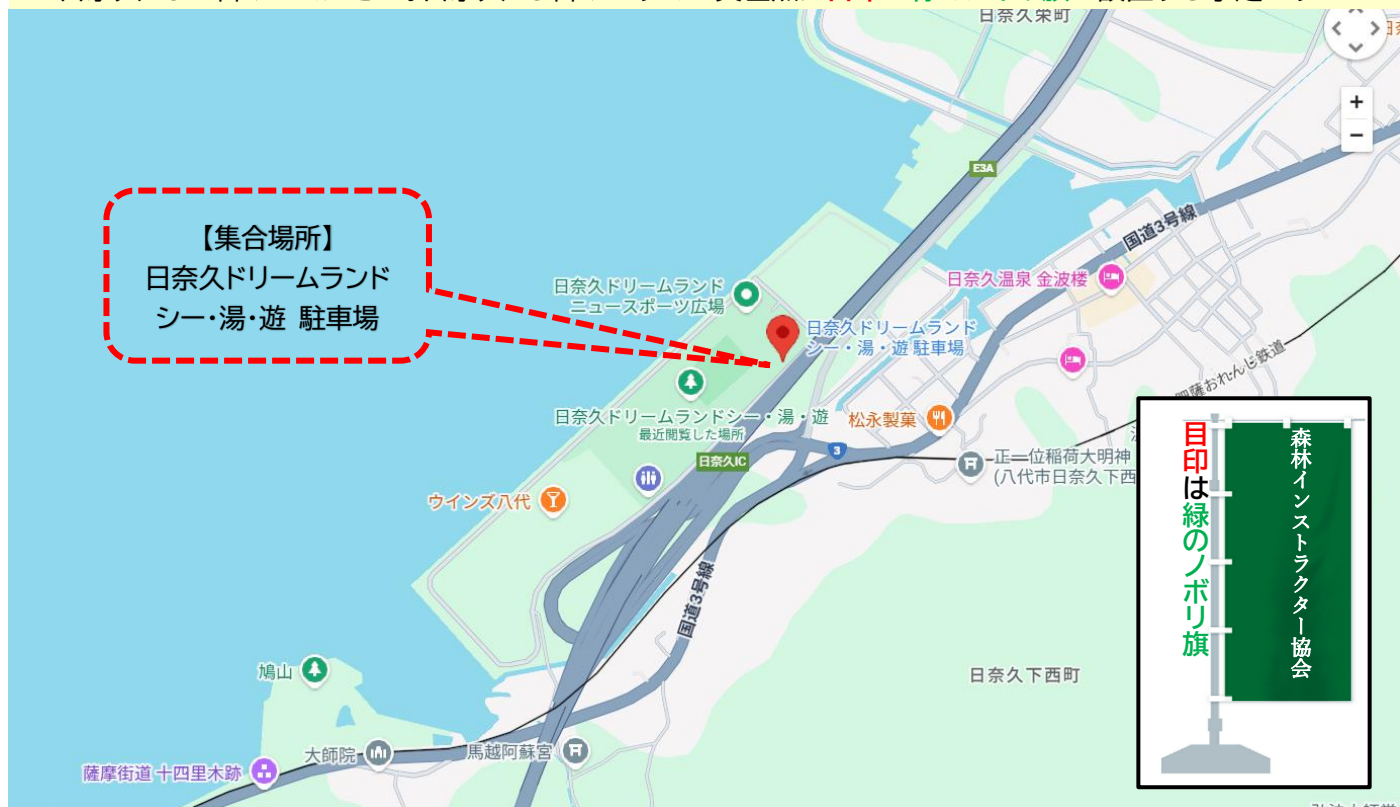 日奈久栄町
E3A
国道3号線
【集合場所】
日奈久ドリームランド
シー・湯・遊 駐車場
日奈久ドリームランド
ニュースポーツ広場
日奈久温泉 金波楼
日奈久ドリームランド
シー・湯・遊 駐車場
肥薩おれんじ鉄道
日奈久ドリームランドシー・湯・遊
最近閲覧した場所
松永製菓
3
日奈久IC
正一位稲荷大明神
(八代市日奈久下西
ウインズ八代
国道3号線
目印は緑のノボリ旗
森林インストラクター協会
日奈久下西町
鳩山
大師院
馬越阿蘇宮
薩摩街道 十四里木跡